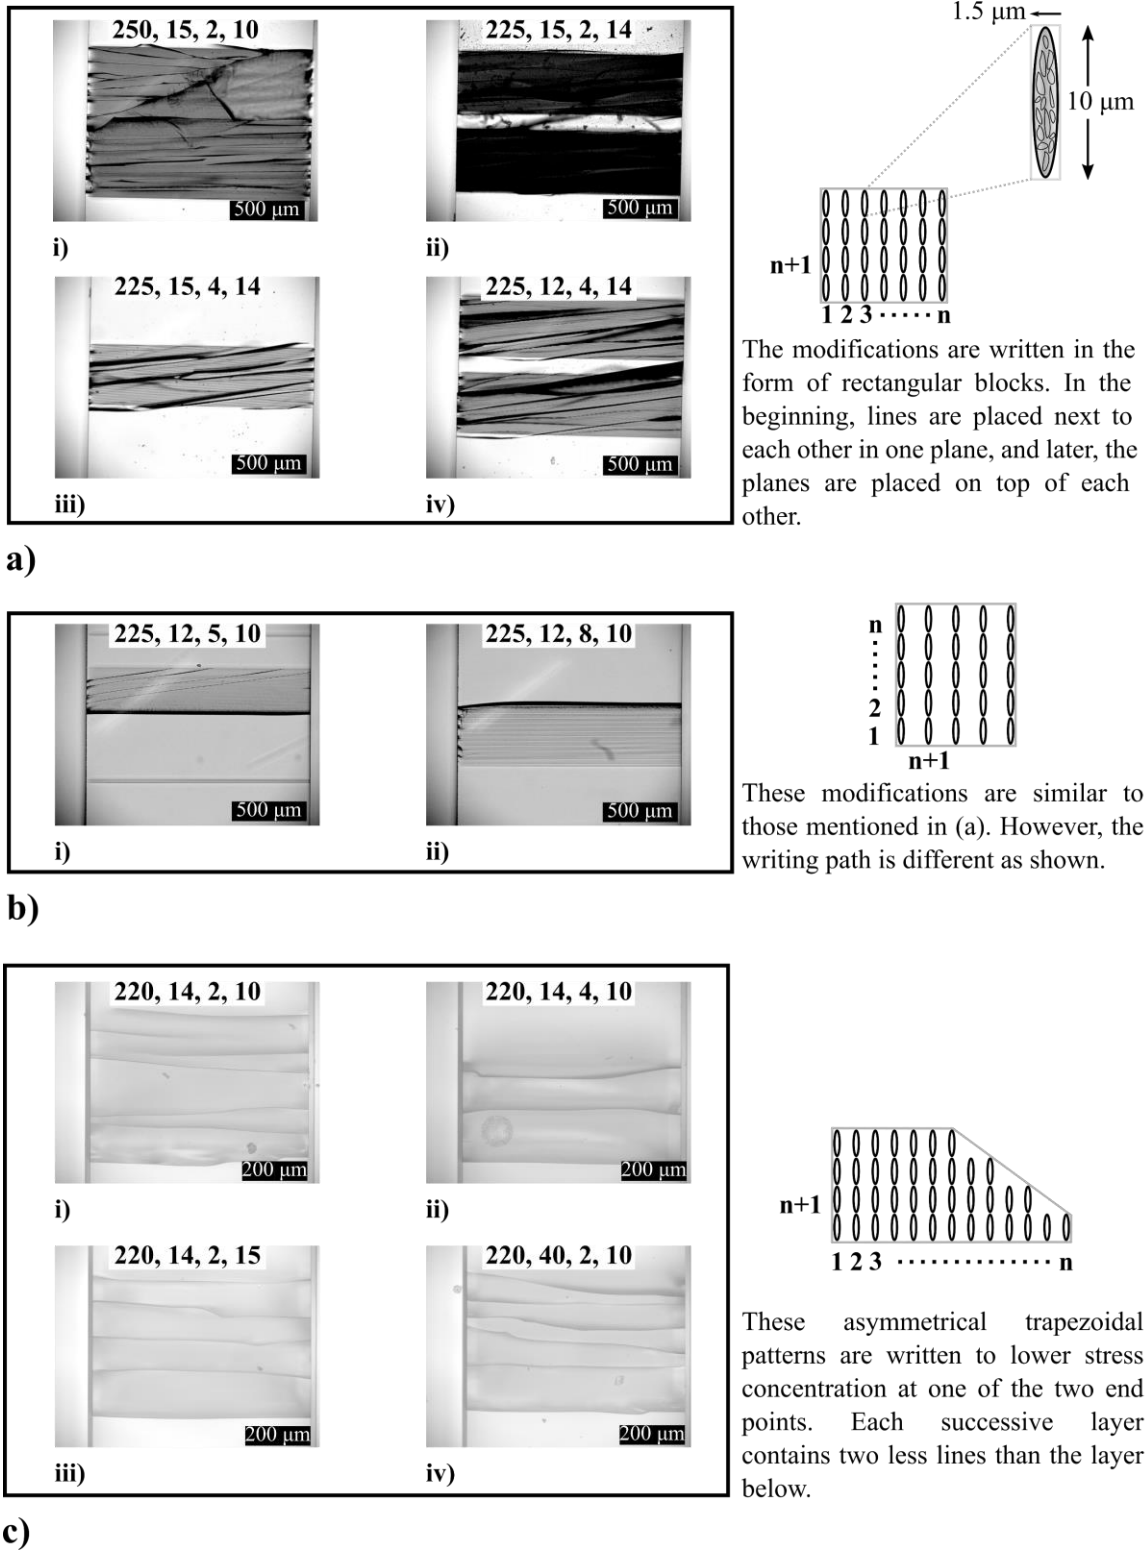 250, 15, 2, 10
500 μm
i)
225, 15, 2, 14
500 μm
ii)
225, 15, 4, 14
500 μm
iii)
225, 12, 4, 14
500 μm
iv)
1.5 μm
10 μm
n+1
1 2 3 ····· n
The modifications are written in the
form of rectangular blocks. In the
beginning, lines are placed next to
each other in one plane, and later, the
planes are placed on top of each
other.
a)
225, 12, 5, 10
500 μm
i)
225, 12, 8, 10
500 μm
ii)
n
2
1
n+1
These modifications are similar to
those mentioned in (a). However, the
writing path is different as shown.
b)
220, 14, 2, 10
200 μm
i)
220, 14, 4, 10
200 μm
ii)
220, 14, 2, 15
200 μm
iii)
220, 40, 2, 10
200 μm
iv)
n+1
1 2 3 ·············· n
These asymmetrical trapezoidal
patterns are written to lower stress
concentration at one of the two end
points. Each successive layer
contains two less lines than the layer
below.
c)